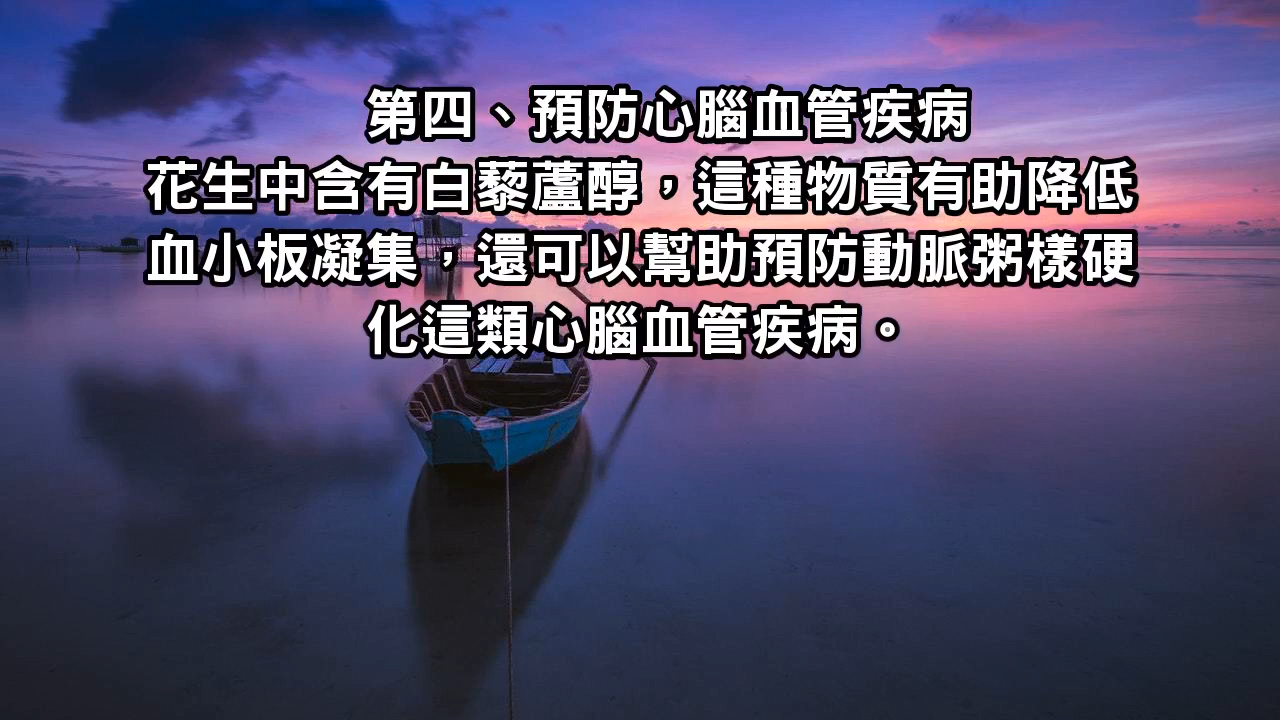 第四、預防心腦血管疾病
花生中含有白藜蘆醇，這種物質有助降低
血小板凝集，還可以幫助預防動脈粥樣硬
化這類心腦血管疾病。